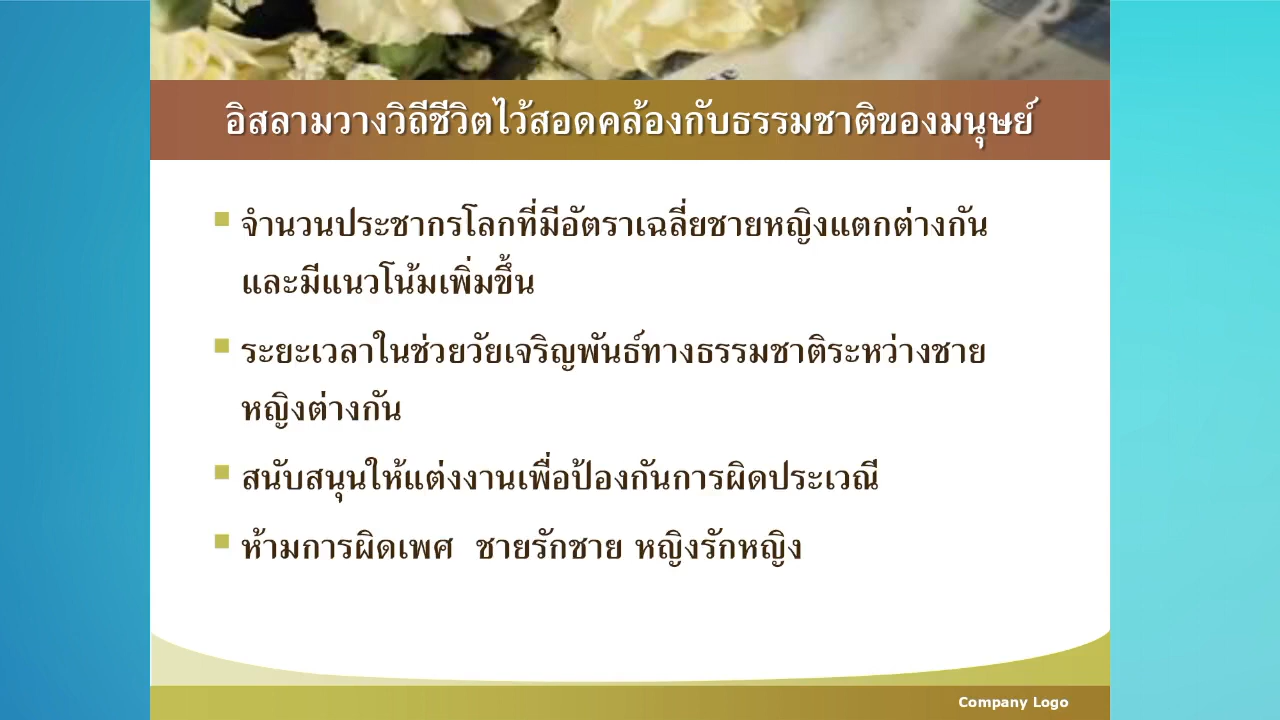 อิสลามวางวิถีชีวิตไว้สอดคล้องกับธรรมชาติของมนุษย์
จำนวนประชากรโลกที่มีอัตราเฉลี่ยชายหญิงแตกต่างกัน
และมีแนวโน้มเพิ่มขึ้น
ระยะเวลาในช่วยวัยเจริญพันธ์ทางธรรมชาติระหว่างชาย
หญิงต่างกัน
สนับสนุนให้แต่งงานเพื่อป้องกันการผิดประเวณี
ห้ามการผิดเพศ ชายรักชาย หญิงรักหญิง
Company Logo